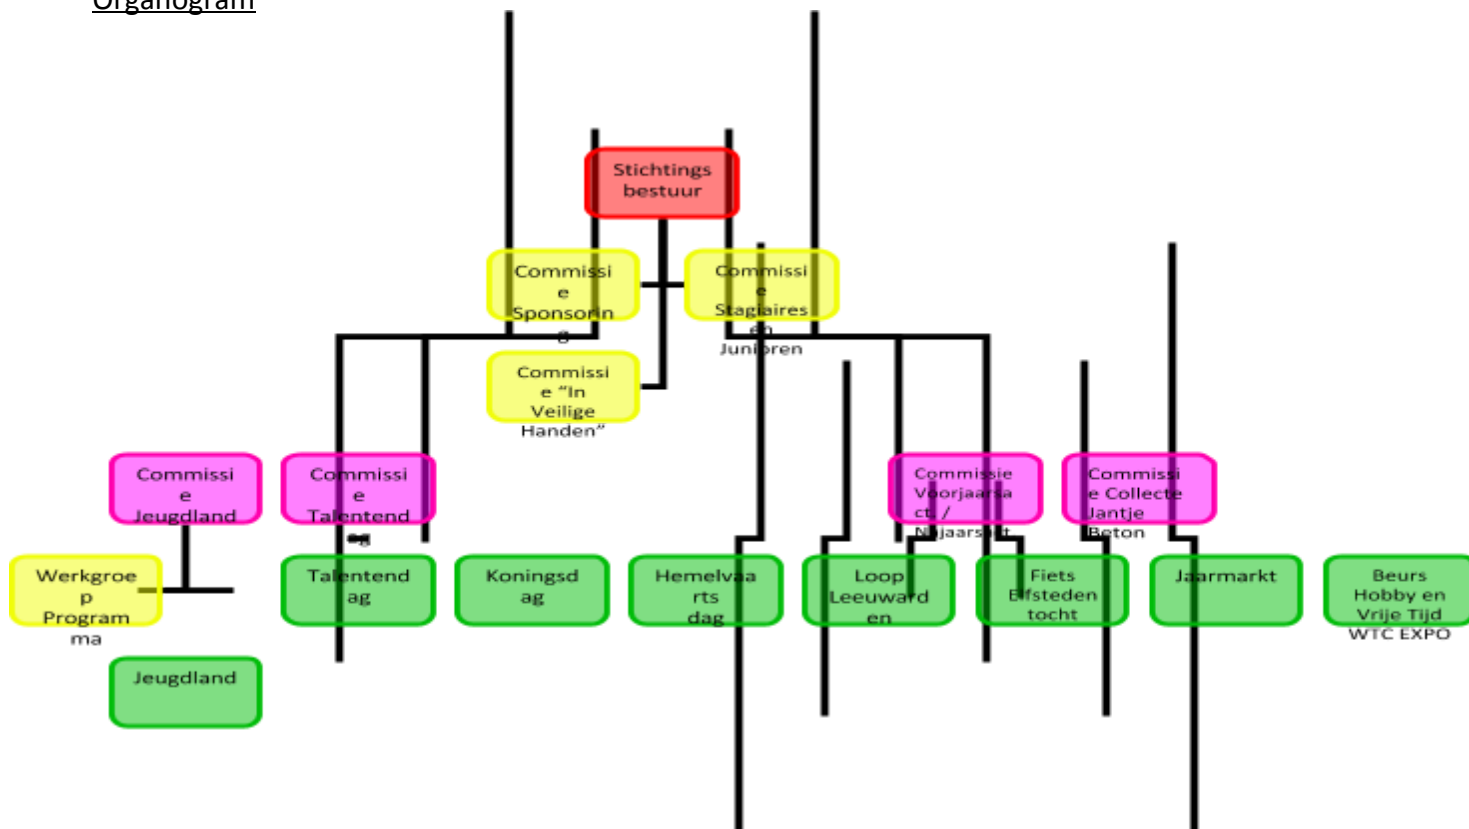 Organogram
Stichtings
bestuur
Commissi
e
Sponsorin
g
Commissi
e
Stagiaires
en
Junioren
Commissi
e “In
Veilige
Handen”
Commissi
e
Jeugdland
Commissi
e
Talentend
ag
Commissie
Voorjaarsa
ct. /
Najaarsact
Commissi
e Collecte
Jantje
Beton
Werkgroe
p
Program
ma
Talentend
ag
Koningsd
ag
Hemelvaa
rts
dag
Loop
Leeuward
en
Fiets
Elfsteden
tocht
Jaarmarkt
Beurs
Hobby en
Vrije Tijd
WTC EXPO
Jeugdland